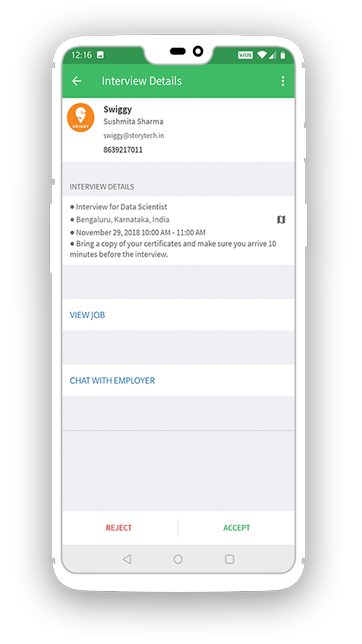 12:16
VoLTE
Interview Details
SWIGGY
Swiggy
Sushmita Sharma
swiggy@storytech.in
8639217011
INTERVIEW DETAILS
● Interview for Data Scientist
● Bengaluru, Karnataka, India
● November 29, 2018 10:00 AM - 11:00 AM
● Bring a copy of your certificates and make sure you arrive 10
minutes before the interview.
VIEW JOB
CHAT WITH EMPLOYER
REJECT
ACCEPT